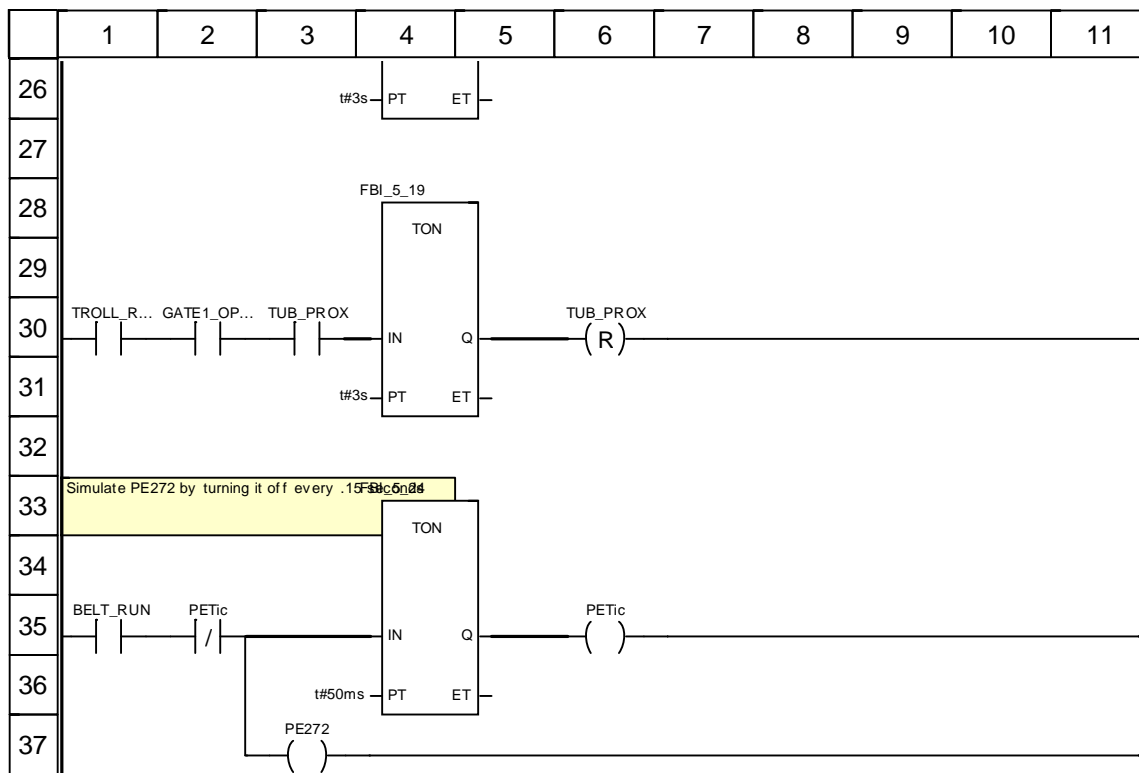 1 2 3 4 5 6 7 8 9 10 11
26
t#3s PT ET
27
FBI_5_19
28
TON
29
TROLL_R... GATE1_OP... TUB_PROX TUB_PROX
30
IN Q (R)
31
t#3s PT ET
32
Simulate PE272 by turning it off every .15 seconds FBI_5_24
33
TON
34
BELT_RUN PETic PETic
35
/ IN Q ( )
36
t#50ms PT ET
PE272
37
( )